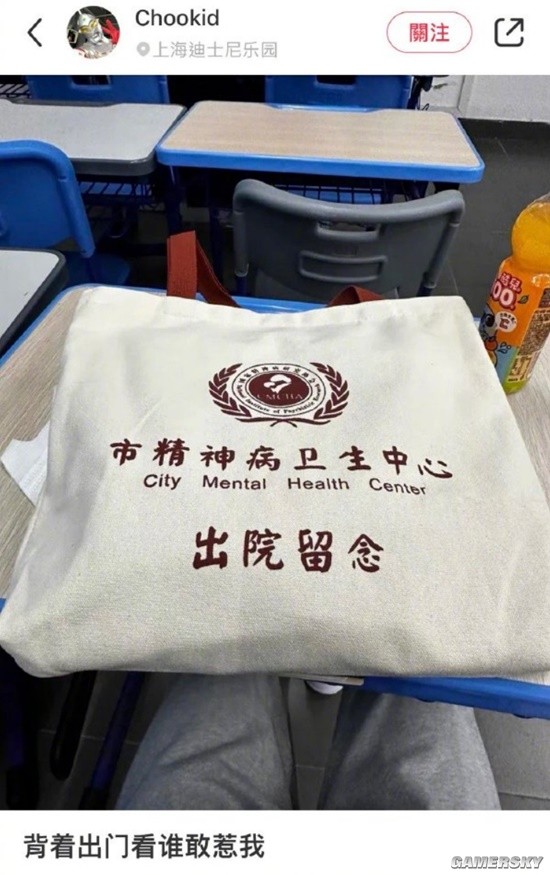 Chookid
上海迪士尼乐园
關注
CMUHA
市精神病卫生中心
City Mental Health Center
出院留念
背着出门看谁敢惹我
GAMERSKY